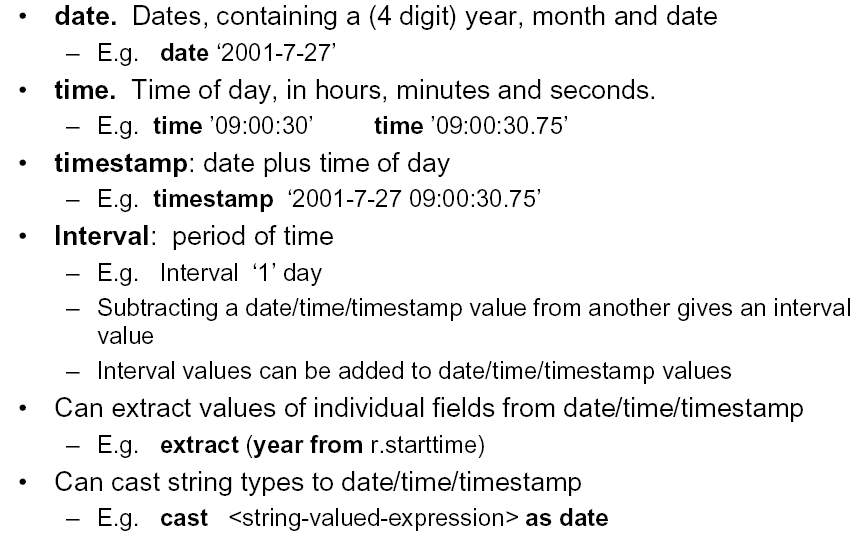 • date. Dates, containing a (4 digit) year, month and date
– E.g. date ‘2001-7-27’
• time. Time of day, in hours, minutes and seconds.
– E.g. time ’09:00:30’ time ’09:00:30.75’
• timestamp: date plus time of day
– E.g. timestamp ‘2001-7-27 09:00:30.75’
• Interval: period of time
– E.g. Interval ‘1’ day
– Subtracting a date/time/timestamp value from another gives an interval
value
– Interval values can be added to date/time/timestamp values
• Can extract values of individual fields from date/time/timestamp
– E.g. extract (year from r.starttime)
• Can cast string types to date/time/timestamp
– E.g. cast <string-valued-expression> as date